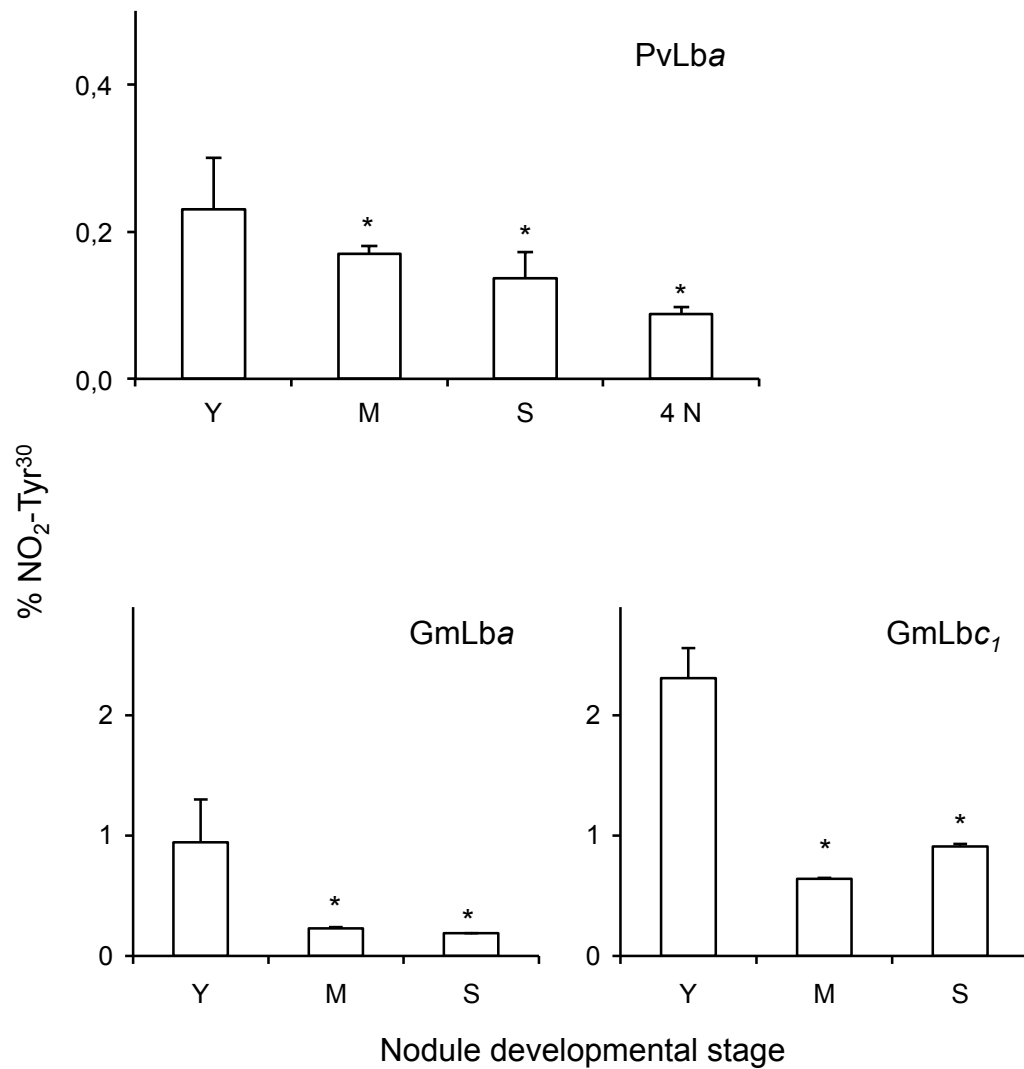 PvLba
0,4
0,2
*
*
*
0,0
Y M S 4 N
% NO₂-Tyr³⁰
GmLba
2
1
*
*
0
Y M S
GmLbc₁
2
1
*
*
0
Y M S
Nodule developmental stage